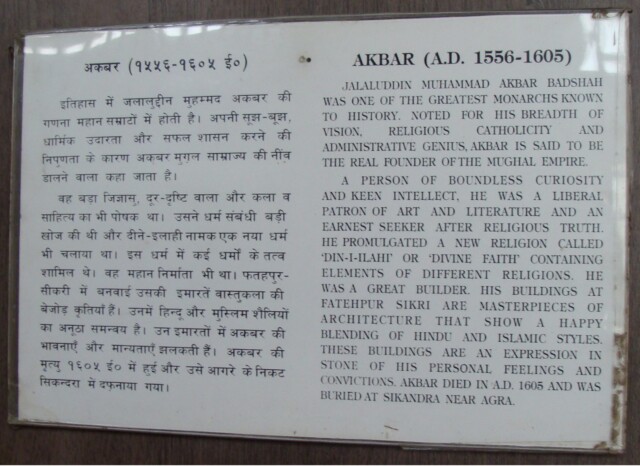 अकबर (१५५६-१६०५ ई०)
इतिहास में जलालुद्दीन मुहम्मद अकबर की
गणना महान सम्राटों में होती है। अपनी सूझ-बूझ,
धार्मिक उदारता और सफल शासन करने की
निपुणता के कारण अकबर मुगल साम्राज्य की नींव
डालने वाला कहा जाता है।
वह बड़ा जिज्ञासु, दूर-दृष्टि वाला और कला व
साहित्य का भी पोषक था। उसने धर्म संबंधी बड़ी
खोज की थी और दीने-इलाही नामक एक नया धर्म
भी चलाया था। इस धर्म में कई धर्मों के तत्व
शामिल थे। वह महान निर्माता भी था। फतहपुर-
सीकरी में बनवाई उसकी इमारतें वास्तुकला की
बेजोड़ कृतियाँ हैं। उनमें हिन्दू और मुस्लिम शैलियों
का अनूठा समन्वय है। उन इमारतों में अकबर की
भावनाएँ और मान्यताएँ झलकती हैं। अकबर की
मृत्यु १६०५ ई० में हुई और उसे आगरे के निकट
सिकन्दरा में दफनाया गया।
AKBAR (A.D. 1556-1605)
JALALUDDIN MUHAMMAD AKBAR BADSHAH
WAS ONE OF THE GREATEST MONARCHS KNOWN
TO HISTORY. NOTED FOR HIS BREADTH OF
VISION, RELIGIOUS CATHOLICITY AND
ADMINISTRATIVE GENIUS, AKBAR IS SAID TO BE
THE REAL FOUNDER OF THE MUGHAL EMPIRE.
A PERSON OF BOUNDLESS CURIOSITY
AND KEEN INTELLECT, HE WAS A LIBERAL
PATRON OF ART AND LITERATURE AND AN
EARNEST SEEKER AFTER RELIGIOUS TRUTH.
HE PROMULGATED A NEW RELIGION CALLED
'DIN-I-ILAHI' OR 'DIVINE FAITH' CONTAINING
ELEMENTS OF DIFFERENT RELIGIONS. HE
WAS A GREAT BUILDER. HIS BUILDINGS AT
FATEHPUR SIKRI ARE MASTERPIECES OF
ARCHITECTURE THAT SHOW A HAPPY
BLENDING OF HINDU AND ISLAMIC STYLES.
THESE BUILDINGS ARE AN EXPRESSION IN
STONE OF HIS PERSONAL FEELINGS AND
CONVICTIONS. AKBAR DIED IN A.D. 1605 AND WAS
BURIED AT SIKANDRA NEAR AGRA.